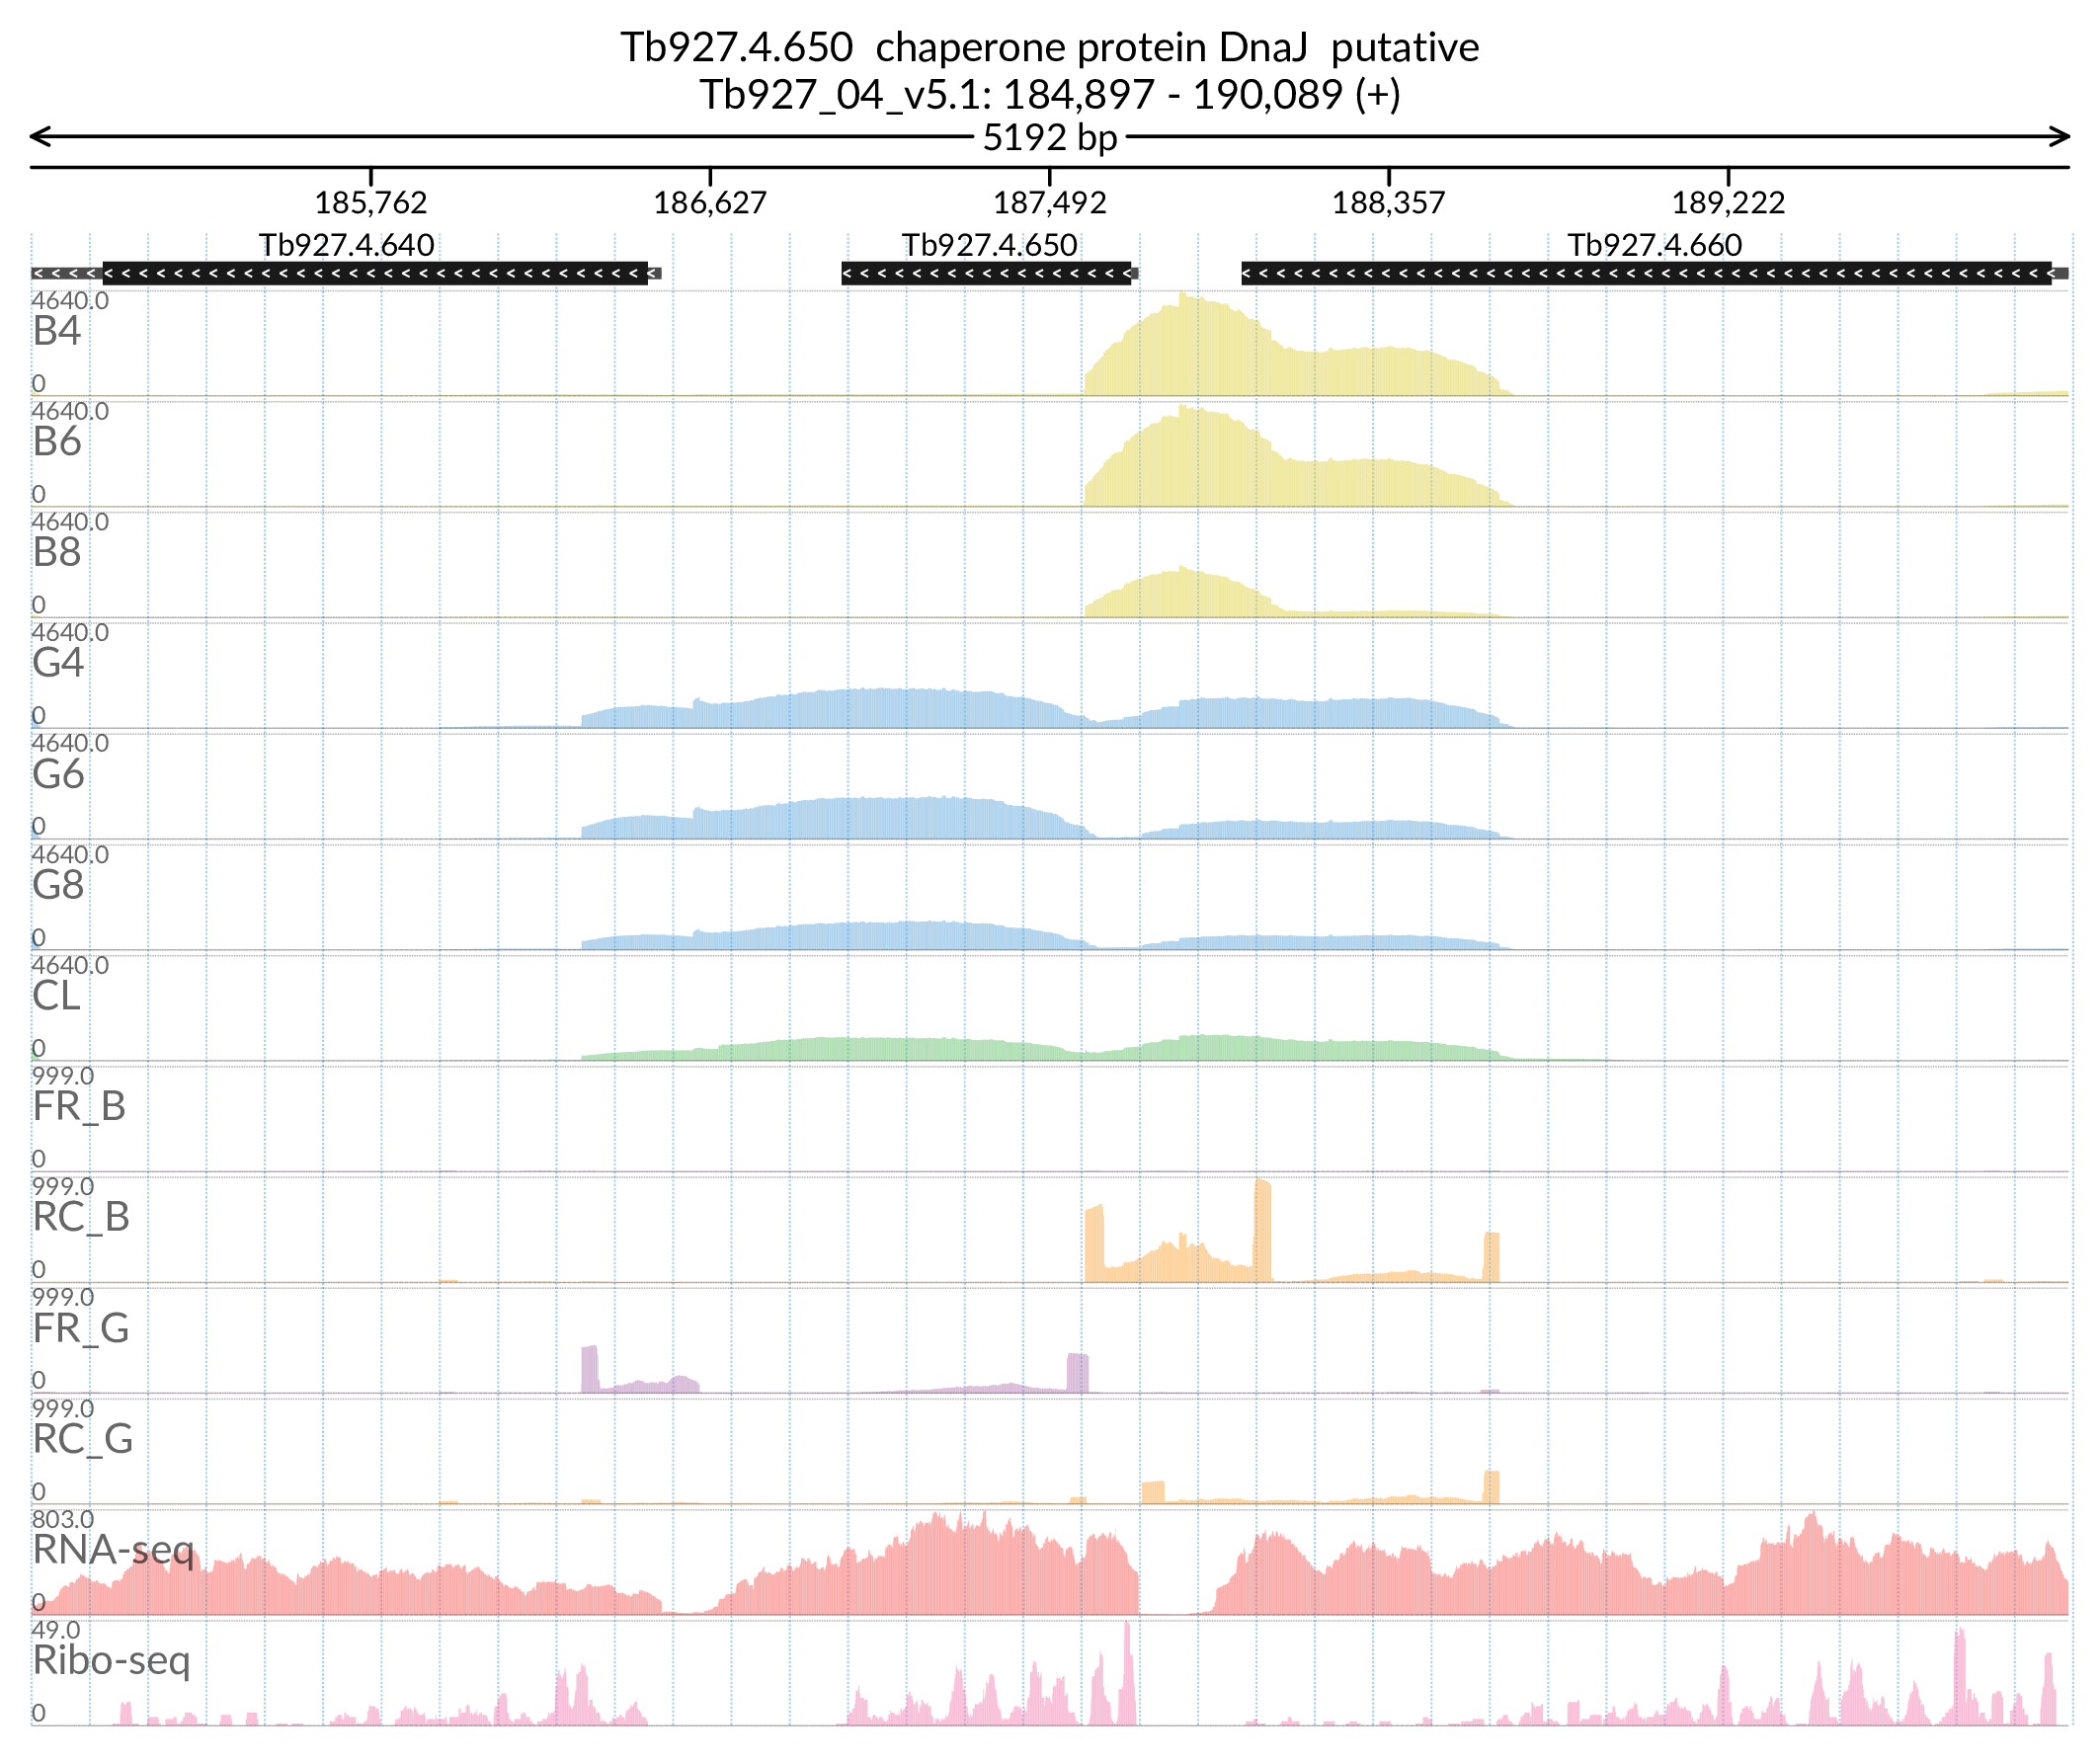 Tb927.4.650 chaperone protein DnaJ putative
Tb927_04_v5.1: 184,897 - 190,089 (+)
5192 bp
185,762 186,627 187,492 188,357 189,222
Tb927.4.640 Tb927.4.650 Tb927.4.660
4640.0
B4
0
4640.0
B6
0
4640.0
B8
0
4640.0
G4
0
4640.0
G6
0
4640.0
G8
0
4640.0
CL
0
999.0
FR_B
0
999.0
RC_B
0
999.0
FR_G
0
999.0
RC_G
0
803.0
RNA-seq
0
49.0
Ribo-seq
0